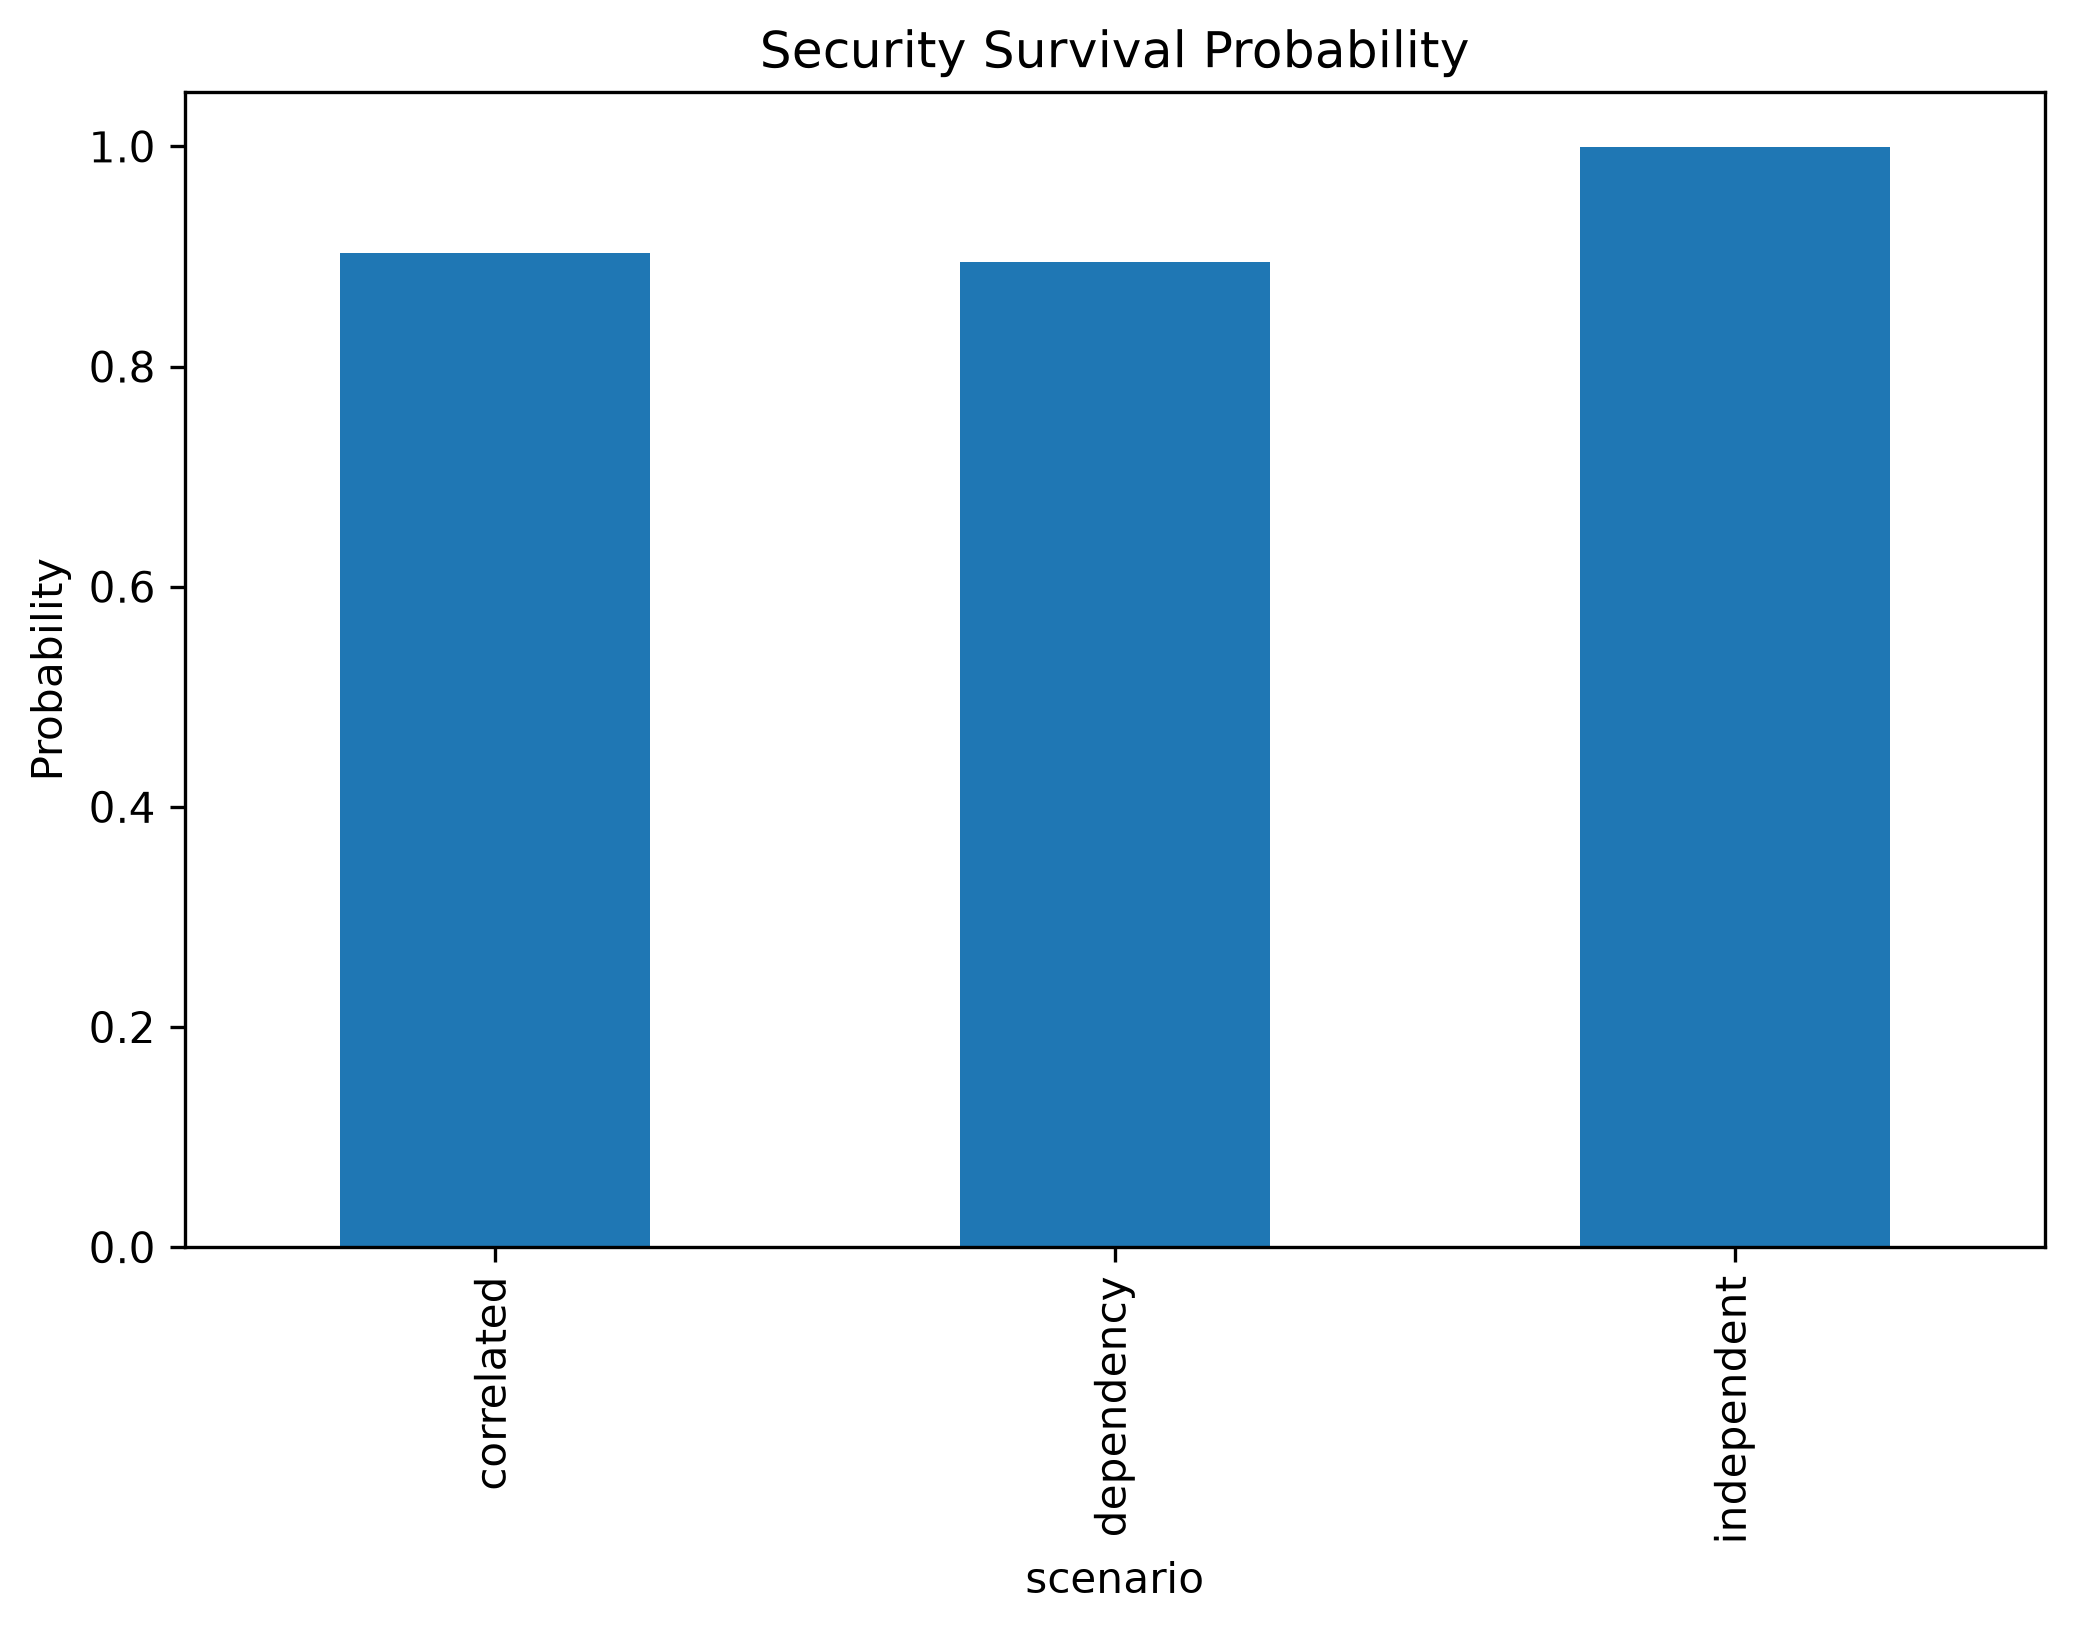 Security Survival Probability
Probability
1.0
0.8
0.6
0.4
0.2
0.0
correlated
dependency
independent
scenario